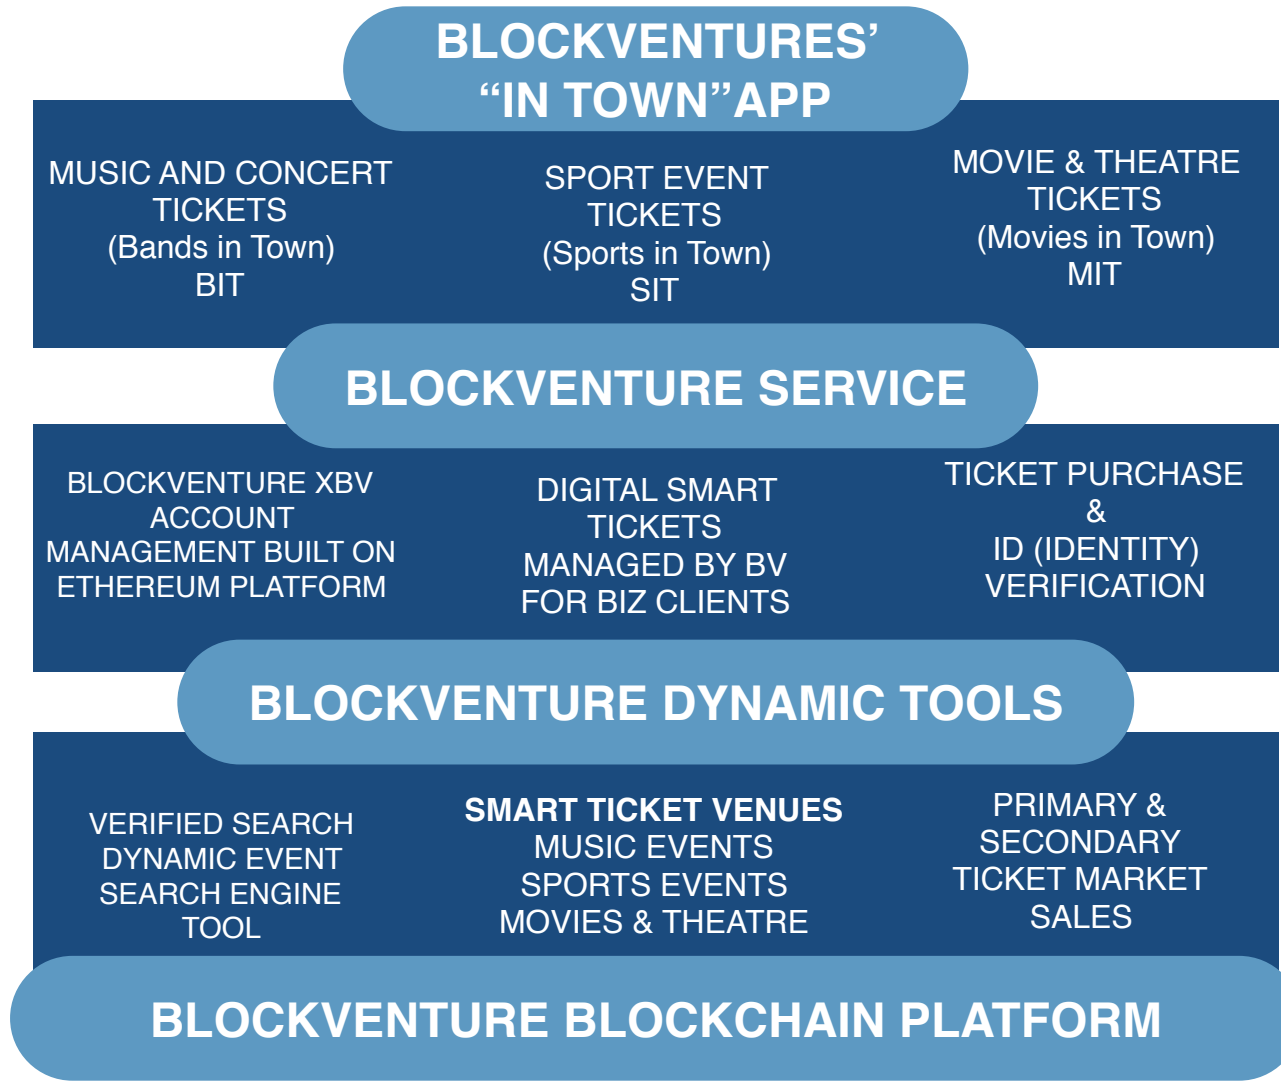 BLOCKVENTURES’
“IN TOWN”APP
MUSIC AND CONCERT
TICKETS
(Bands in Town)
BIT
SPORT EVENT
TICKETS
(Sports in Town)
SIT
MOVIE & THEATRE
TICKETS
(Movies in Town)
MIT
BLOCKVENTURE SERVICE
BLOCKVENTURE XBV
ACCOUNT
MANAGEMENT BUILT ON
ETHEREUM PLATFORM
DIGITAL SMART
TICKETS
MANAGED BY BV
FOR BIZ CLIENTS
TICKET PURCHASE
&
ID (IDENTITY)
VERIFICATION
BLOCKVENTURE DYNAMIC TOOLS
VERIFIED SEARCH
DYNAMIC EVENT
SEARCH ENGINE
TOOL
SMART TICKET VENUES
MUSIC EVENTS
SPORTS EVENTS
MOVIES & THEATRE
PRIMARY &
SECONDARY
TICKET MARKET
SALES
BLOCKVENTURE BLOCKCHAIN PLATFORM